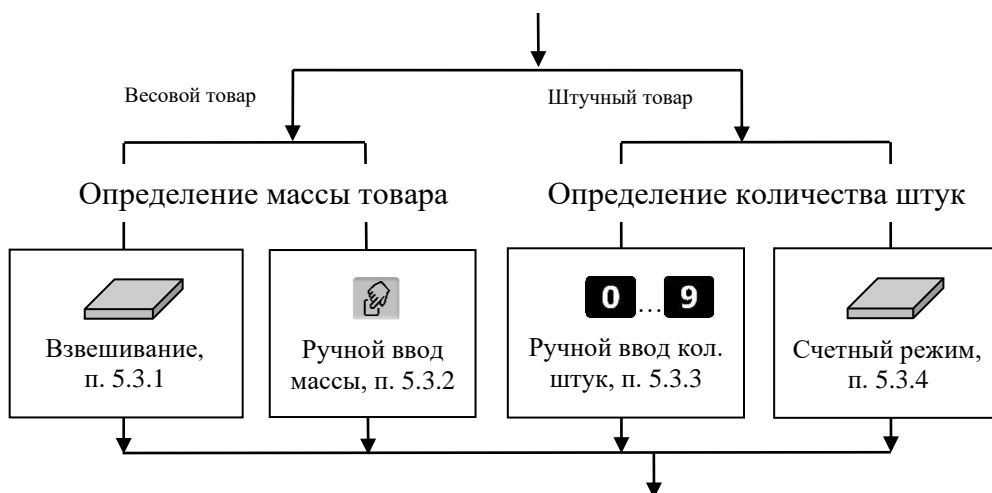 Весовой товар
Штучный товар
Определение массы товара
Определение количества штук
Взвешивание,
п. 5.3.1
Ручной ввод
массы, п. 5.3.2
0 … 9
Ручной ввод кол.
штук, п. 5.3.3
Счетный режим,
п. 5.3.4